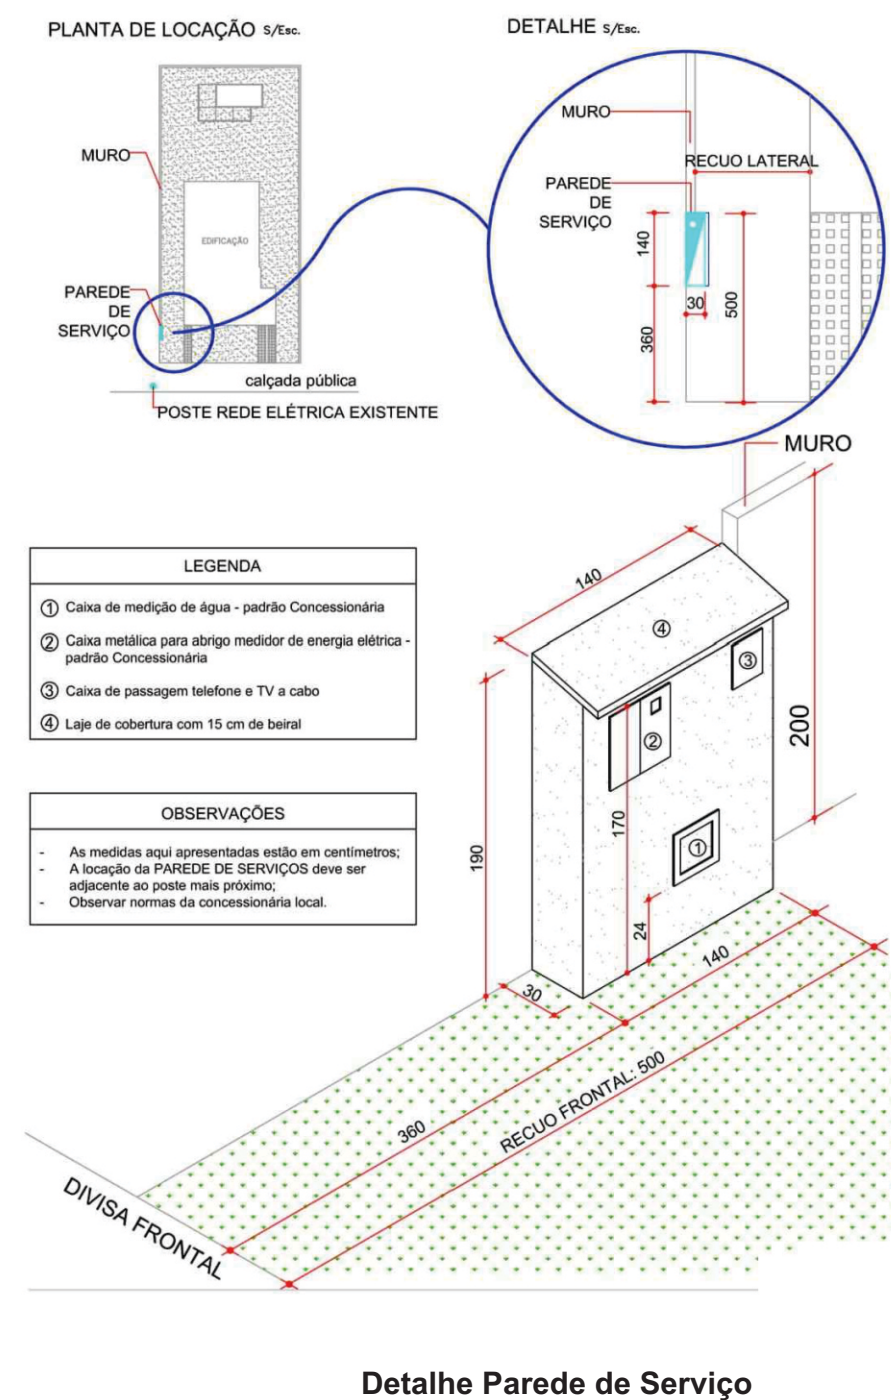 PLANTA DE LOCAÇÃO S/Esc.
MURO
EDIFICAÇÃO
PAREDE
DE
SERVIÇO
calçada pública
POSTE REDE ELÉTRICA EXISTENTE
DETALHE S/Esc.
MURO
RECUO LATERAL
PAREDE
DE
SERVIÇO
140
30
500
360
MURO
LEGENDA
1 Caixa de medição de água - padrão Concessionária
2 Caixa metálica para abrigo medidor de energia elétrica -
padrão Concessionária
3 Caixa de passagem telefone e TV a cabo
4 Laje de cobertura com 15 cm de beiral
OBSERVAÇÕES
- As medidas aqui apresentadas estão em centímetros;
- A locação da PAREDE DE SERVIÇOS deve ser
adjacente ao poste mais próximo;
- Observar normas da concessionária local.
140
4
3
2
200
170
1
190
24
140
30
RECUO FRONTAL: 500
360
DIVISA FRONTAL
Detalhe Parede de Serviço